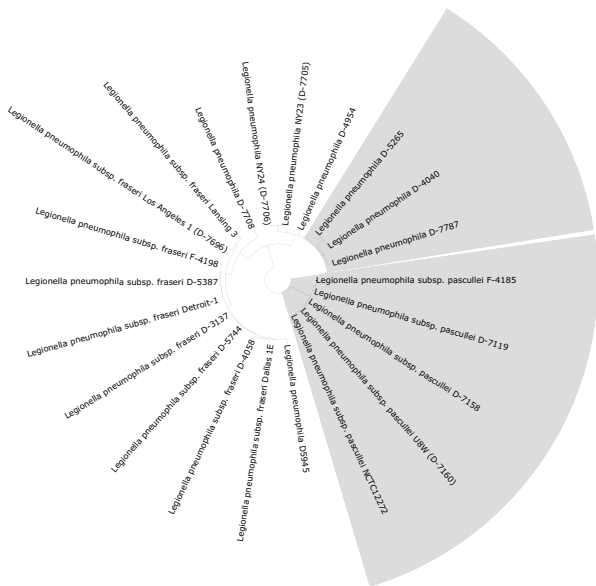 Legionella pneumophila NY24 (D-7706)
Legionella pneumophila NY23 (D-7705)
Legionella pneumophila D-4954
Legionella pneumophila D-5265
Legionella pneumophila D-4040
Legionella pneumophila D-7787
Legionella pneumophila subsp. pascullei F-4185
Legionella pneumophila subsp. pascullei D-7119
Legionella pneumophila subsp. pascullei D-7158
Legionella pneumophila subsp. pascullei U8W (D-7160)
Legionella pneumophila subsp. pascullei NCTC12272
Legionella pneumophila D5945
Legionella pneumophila subsp. fraseri Dallas 1E
Legionella pneumophila subsp. fraseri D-4058
Legionella pneumophila subsp. fraseri D-5744
Legionella pneumophila subsp. fraseri D-3137
Legionella pneumophila subsp. fraseri Detroit-1
Legionella pneumophila subsp. fraseri D-5387
Legionella pneumophila subsp. fraseri F-4198
Legionella pneumophila subsp. fraseri Los Angeles 1 (D-7696)
Legionella pneumophila subsp. fraseri Lansing 3
Legionella pneumophila D-7708